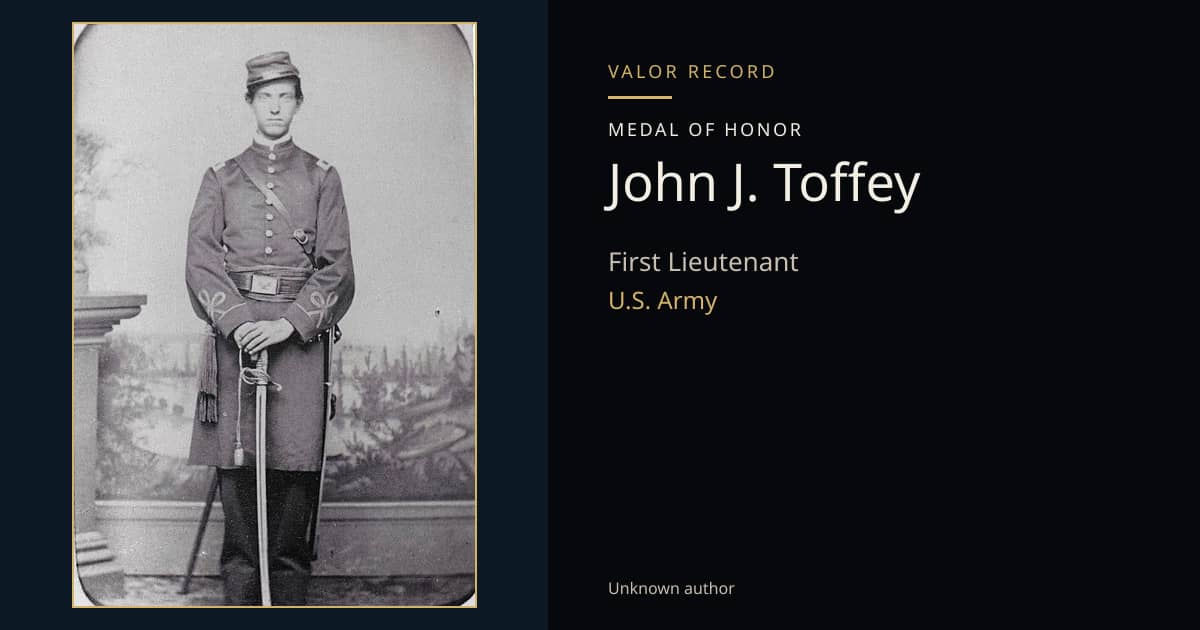 VALOR RECORD
MEDAL OF HONOR
John J. Toffey
First Lieutenant
U.S. Army
Unknown author